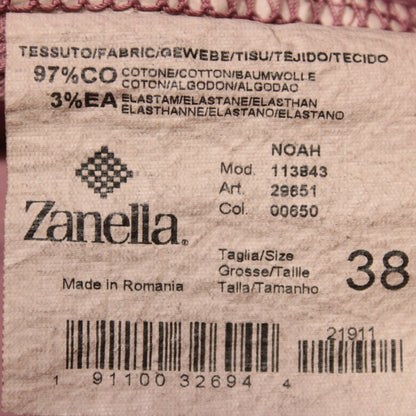 TESSUTO/FABRIC/GEWEBE/TISU/TEJIDO/TECIDO
97%CO COTONE/COTTON/BAUMWOLLE
COTON/ALGODON/ALGODAO
3%EA ELASTAM/ELASTANE/ELASTHAN
ELASTHANNE/ELASTANO/ELASTANO
NOAH
Mod. 113843
Art. 29651
Col. 00650
Zanella®
Taglia/Size
Grosse/Taille
Talla/Tamanho
38
Made in Romania
21911
1 91100 32694 4